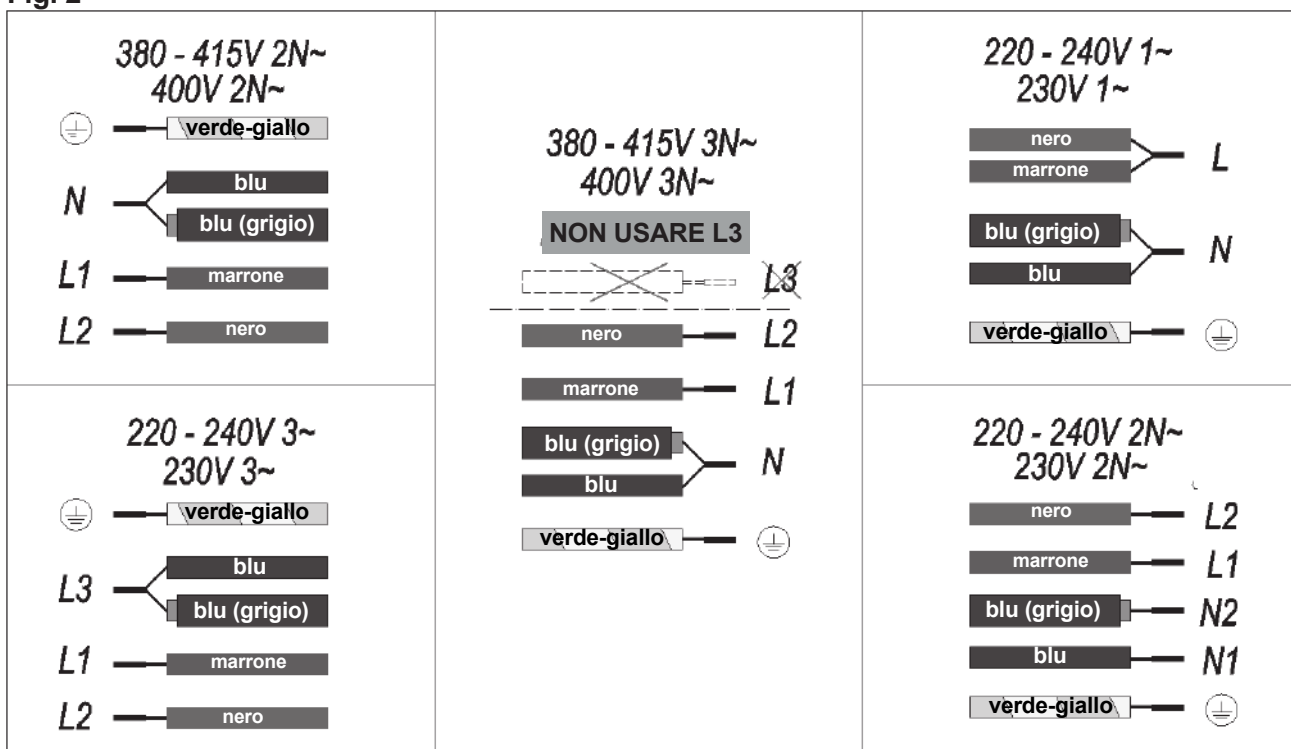 Fig. 2
380 - 415V 2N~
400V 2N~
verde-giallo
N
blu
blu (grigio)
L1
marrone
L2
nero
220 - 240V 3~
230V 3~
verde-giallo
L3
blu
blu (grigio)
L1
marrone
L2
nero
380 - 415V 3N~
400V 3N~
NON USARE L3
L3
nero
L2
marrone
L1
blu (grigio)
N
blu
verde-giallo
220 - 240V 1~
230V 1~
nero
L
marrone
blu (grigio)
N
blu
verde-giallo
220 - 240V 2N~
230V 2N~
nero
L2
marrone
L1
blu (grigio)
N2
blu
N1
verde-giallo